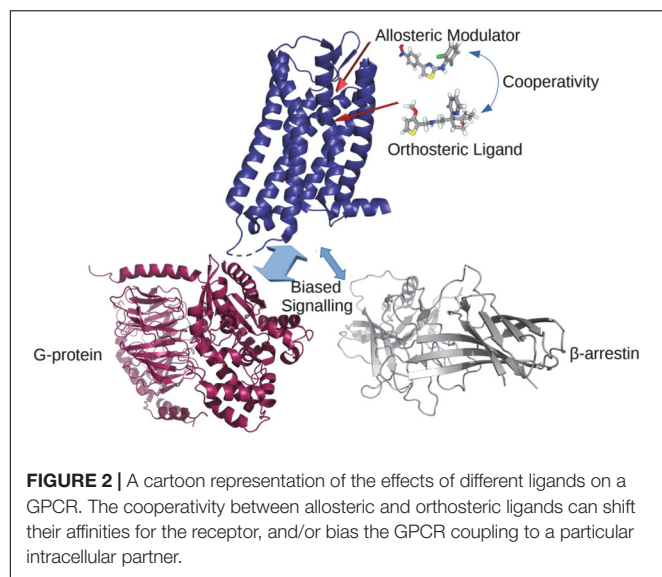 Allosteric Modulator
Cooperativity
Orthosteric Ligand
Biased
Signalling
G-protein
β-arrestin
FIGURE 2 | A cartoon representation of the effects of different ligands on a
GPCR. The cooperativity between allosteric and orthosteric ligands can shift
their affinities for the receptor, and/or bias the GPCR coupling to a particular
intracellular partner.